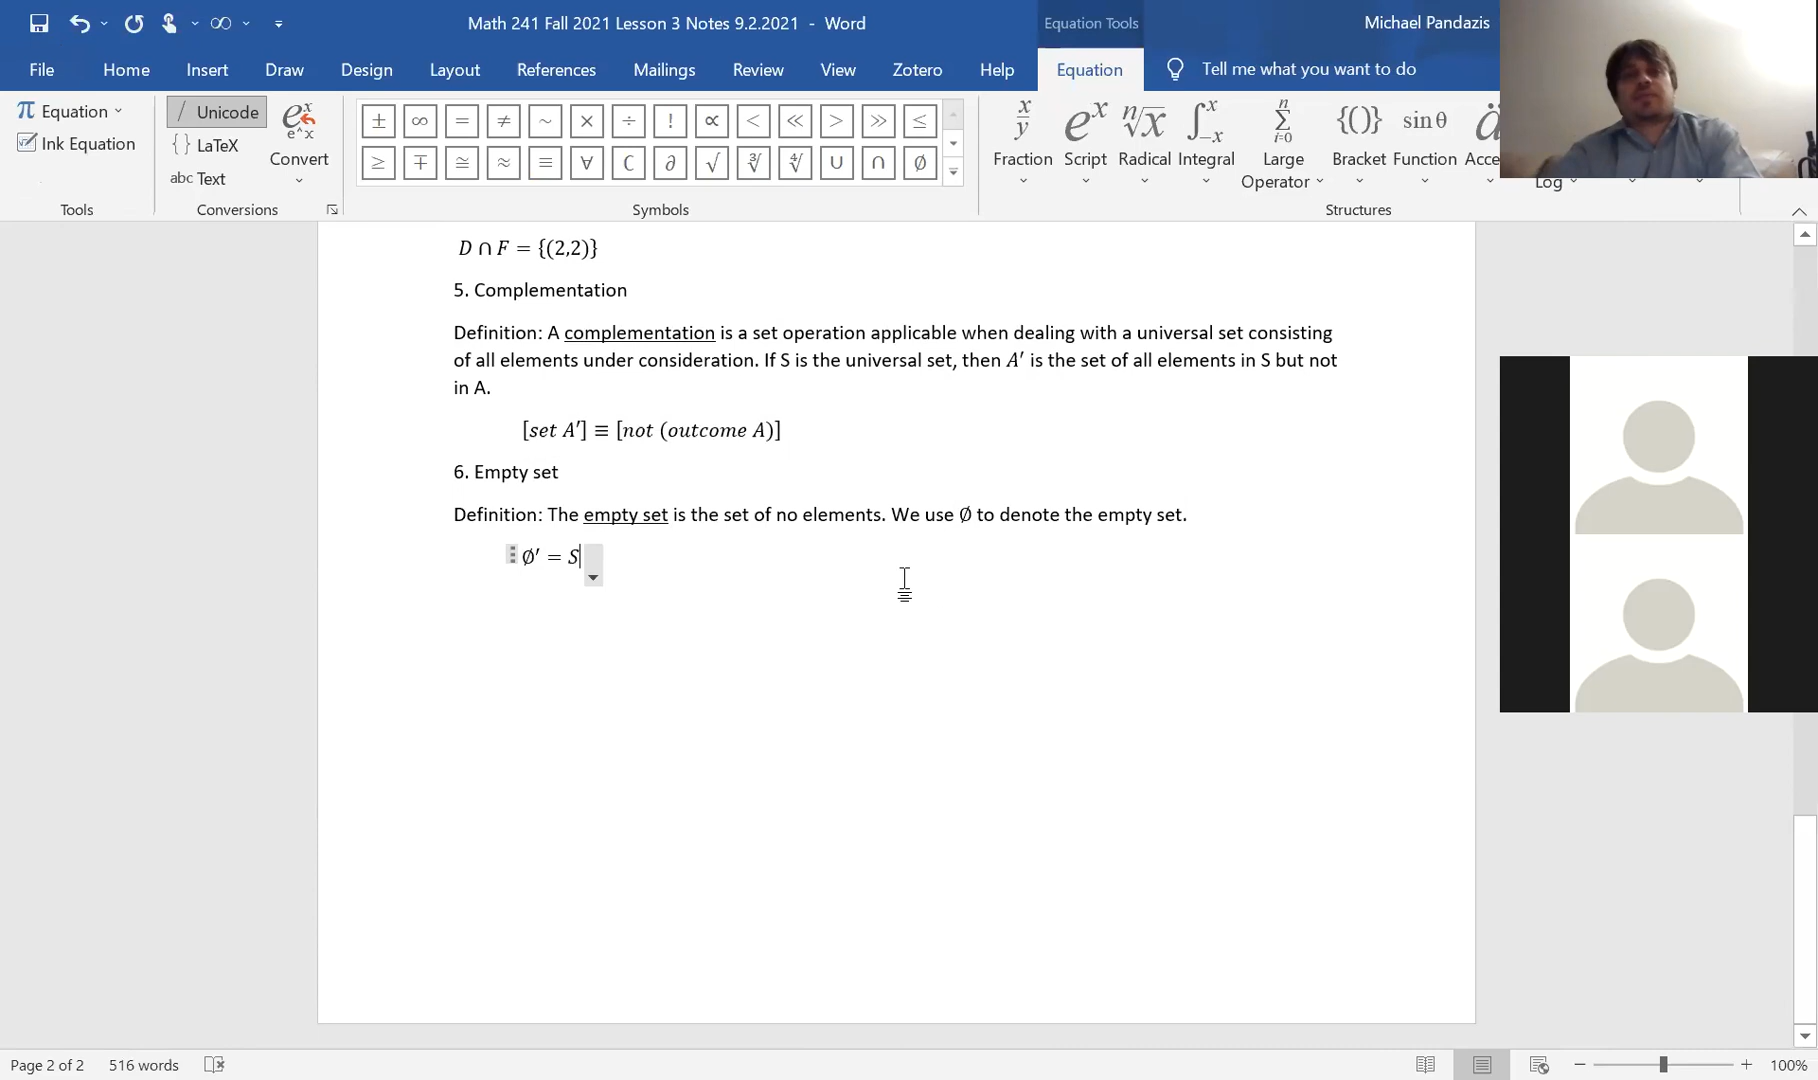 Math 241 Fall 2021 Lesson 3 Notes 9.2.2021 - Word
Equation Tools
Michael Pandazis
File Home Insert Draw Design Layout References Mailings Review View Zotero Help Equation Tell me what you want to do
π Equation
Ink Equation
Tools
Unicode
{} LaTeX
abc Text
e^x
Convert
Conversions
± ∞ = ≠ ~ × ÷ ! ∝ < ≪ > ≫ ≤
≥ ∓ ≅ ≈ ≡ ∀ ∁ ∂ √ ∛ ∜ ∪ ∩ ∅
Symbols
Fraction Script Radical Integral Large Operator Bracket Function Acce
Log
Structures
D ∩ F = {(2,2)}
5. Complementation
Definition: A complementation is a set operation applicable when dealing with a universal set consisting
of all elements under consideration. If S is the universal set, then A′ is the set of all elements in S but not
in A.
[set A′] ≡ [not (outcome A)]
6. Empty set
Definition: The empty set is the set of no elements. We use ∅ to denote the empty set.
∅′ = S
Page 2 of 2 516 words
100%